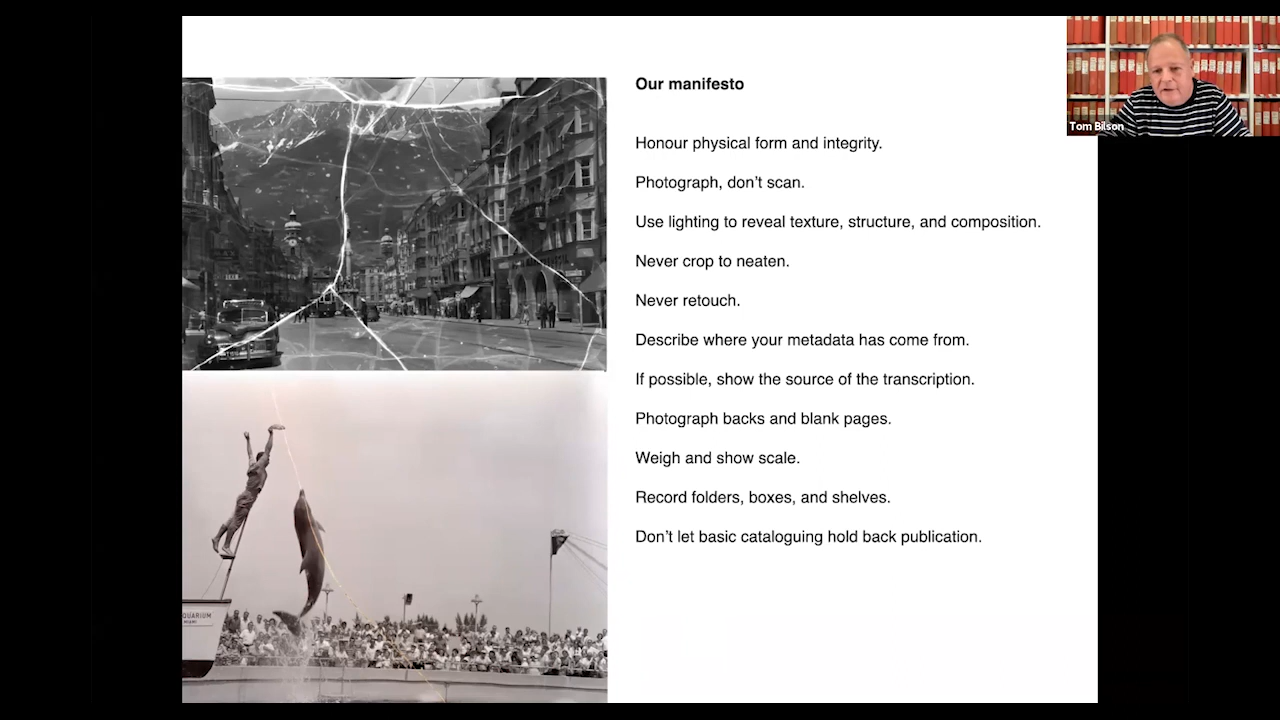 Our manifesto
Honour physical form and integrity.
Photograph, don’t scan.
Use lighting to reveal texture, structure, and composition.
Never crop to neaten.
Never retouch.
Describe where your metadata has come from.
If possible, show the source of the transcription.
Photograph backs and blank pages.
Weigh and show scale.
Record folders, boxes, and shelves.
Don’t let basic cataloguing hold back publication.
Tom Bilson
QUARIUM
MIAMI